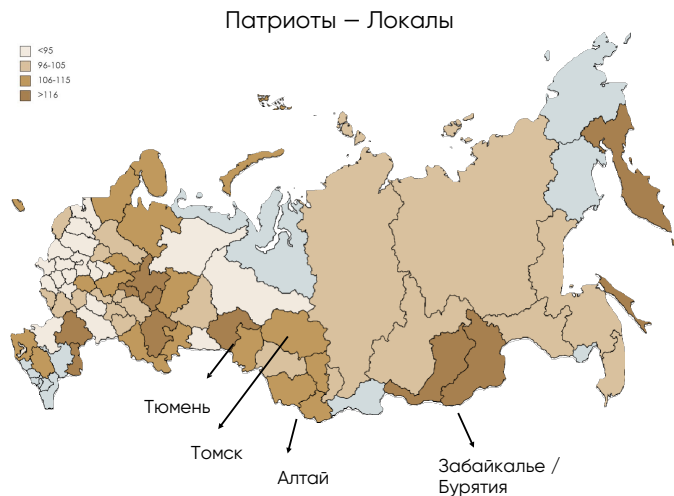 Патриоты – Локалы
<95
96-105
106-115
>116
Тюмень
Томск
Алтай
Забайкалье /
Бурятия